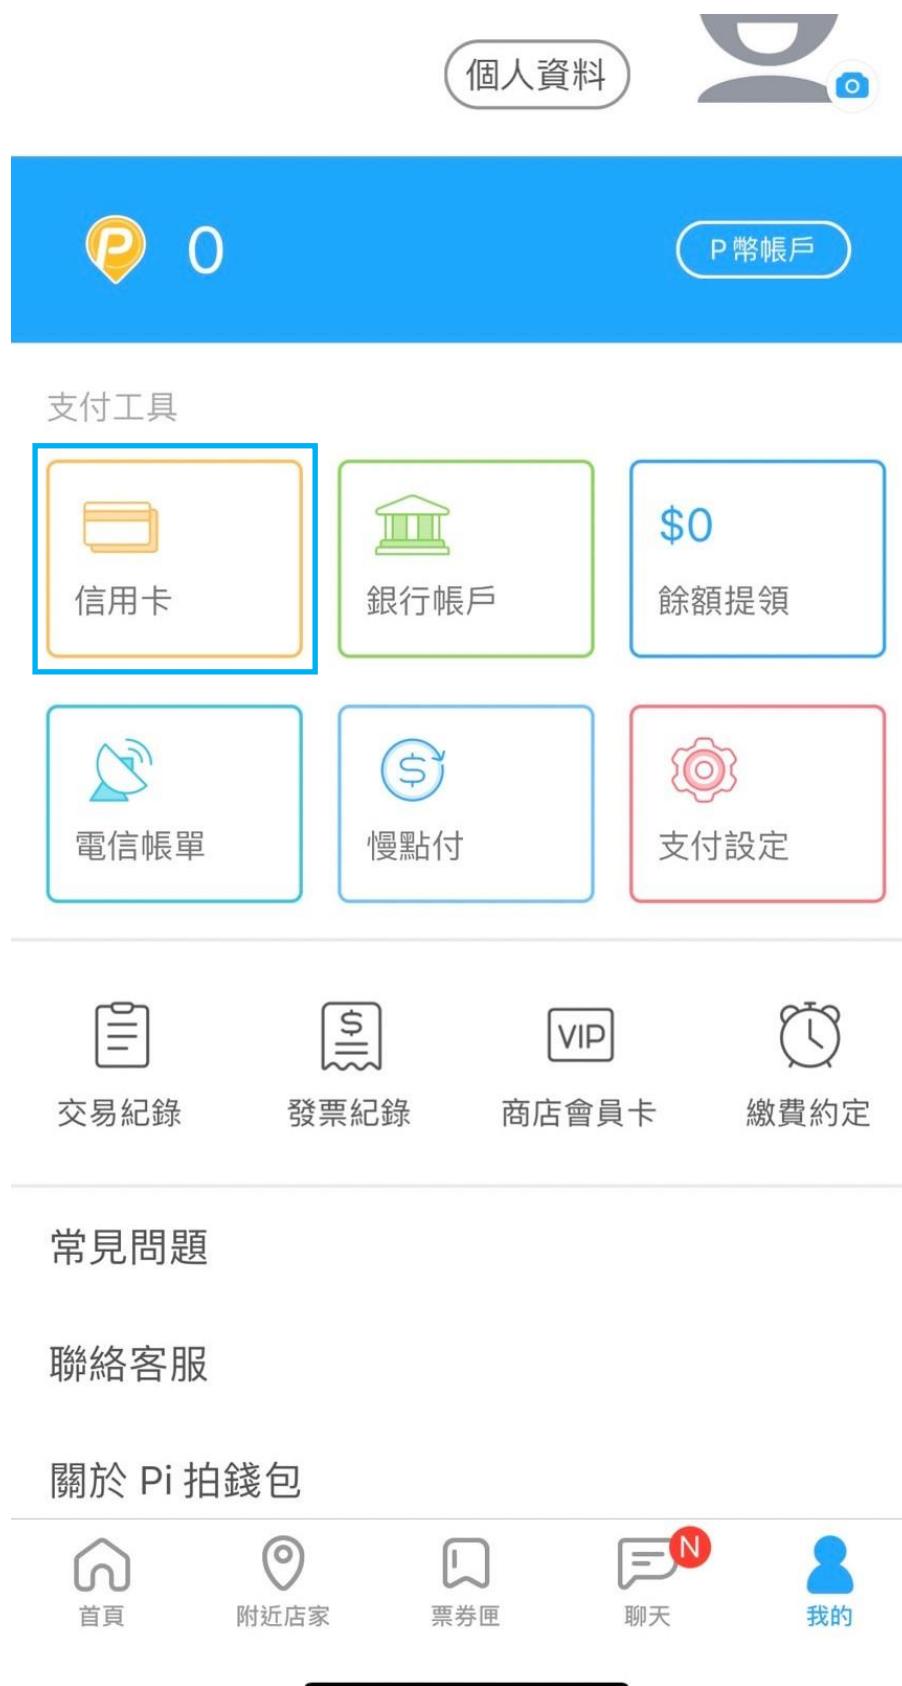 個人資料
P 0
P 幣帳戶
支付工具
信用卡
銀行帳戶
$0
餘額提領
電信帳單
$
慢點付
支付設定
$
VIP
交易紀錄
發票紀錄
商店會員卡
繳費約定
常見問題
聯絡客服
關於 Pi 拍錢包
N
首頁
附近店家
票券匣
聊天
我的